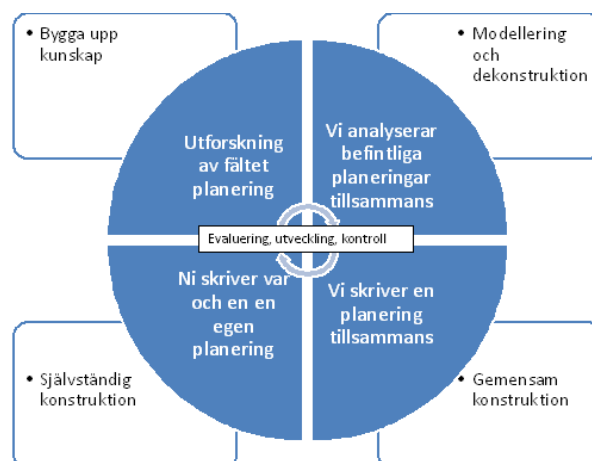 • Bygga upp
kunskap
• Modellering
och
dekonstruktion
Utforskning
av fältet
planering
Vi analyserar
befintliga
planeringar
tillsammans
Evaluering, utveckling, kontroll
Ni skriver var
och en en
egen
planering
Vi skriver en
planering
tillsammans
• Självständig
konstruktion
• Gemensam
konstruktion